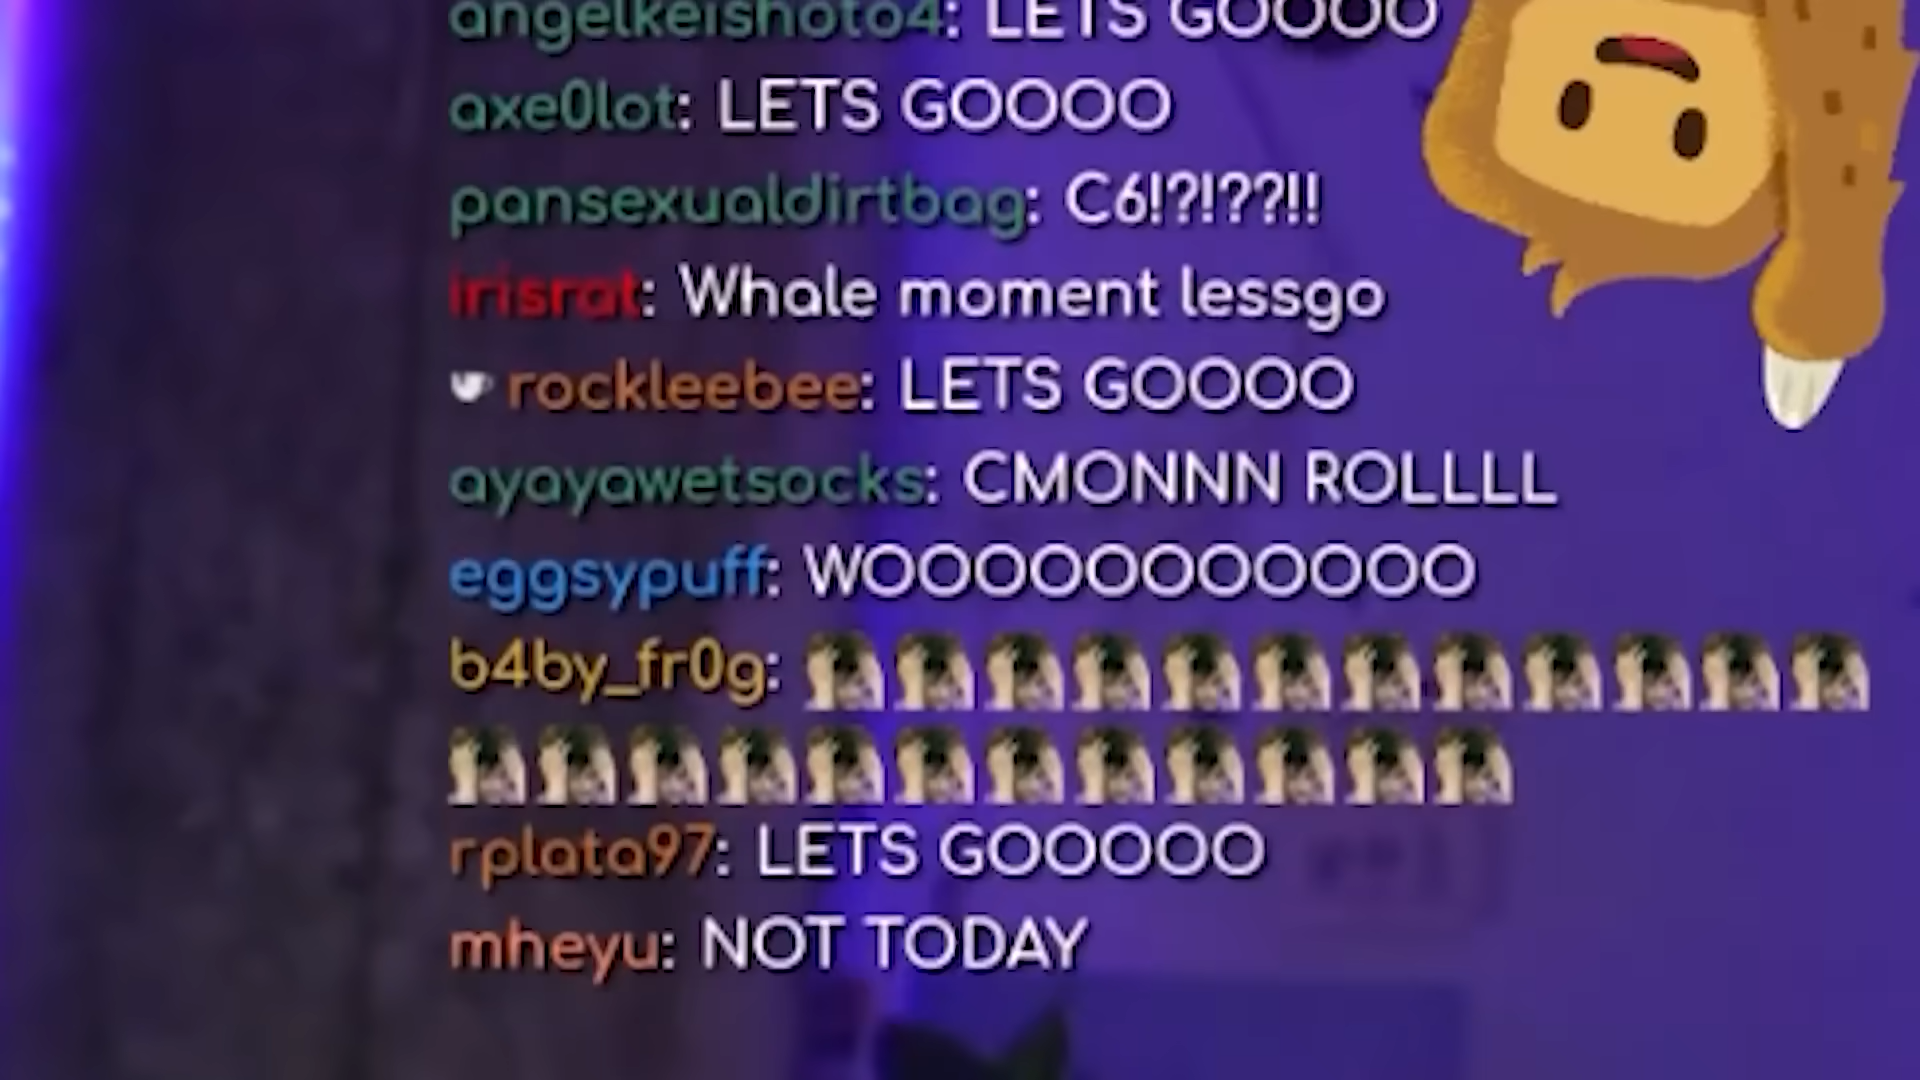 angelkeishoto4: LETS GOOOO
axe0lot: LETS GOOOO
pansexualdirtbag: C6!?!??!!
irisrat: Whale moment lessgo
rockleebee: LETS GOOOO
ayayawetsocks: CMONNN ROLLLL
eggsypuff: WOOOOOOOOOOO
b4by_fr0g:
rplata97: LETS GOOOOO
mheyu: NOT TODAY